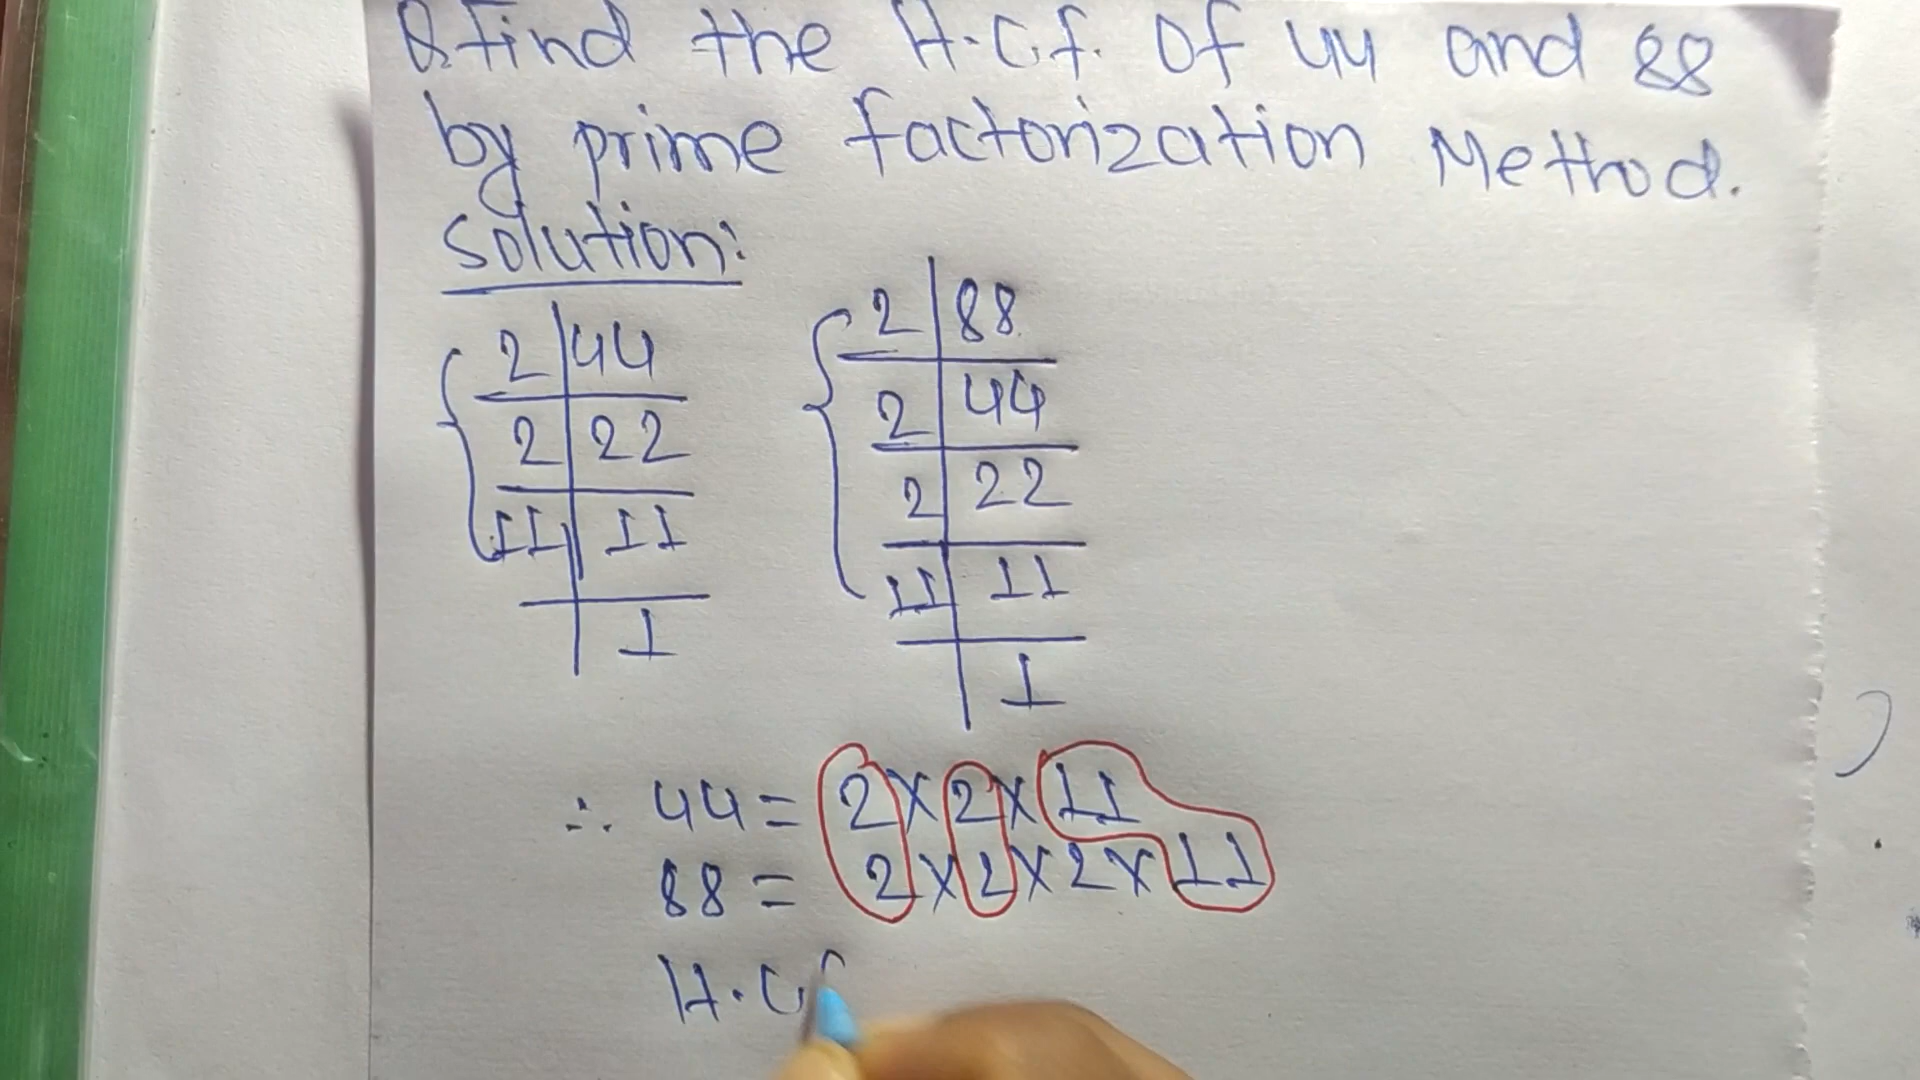 Q. Find the H.C.f. Of 44 and 88
by prime factorization Method.
Solution:
2 | 44
2 | 22
11 | 11
1
2 | 88
2 | 44
2 | 22
11 | 11
1
∴ 44 = 2 X 2 X 11
88 = 2 X 2 X 2 X 11
H.C